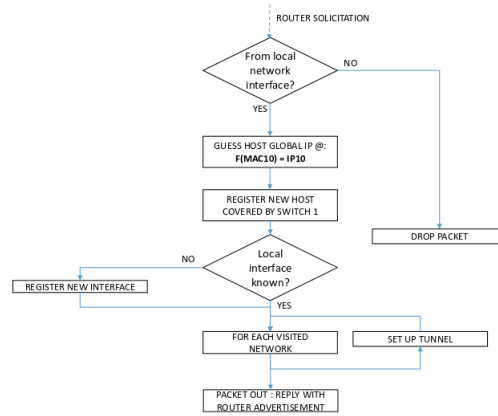 ROUTER SOLICITATION
From local
network
interface?
NO
YES
GUESS HOST GLOBAL IP @:
F(MAC10) = IP10
REGISTER NEW HOST
COVERED BY SWITCH 1
DROP PACKET
NO
Local
interface
known?
REGISTER NEW INTERFACE
YES
FOR EACH VISITED
NETWORK
SET UP TUNNEL
PACKET OUT : REPLY WITH
ROUTER ADVERTISEMENT